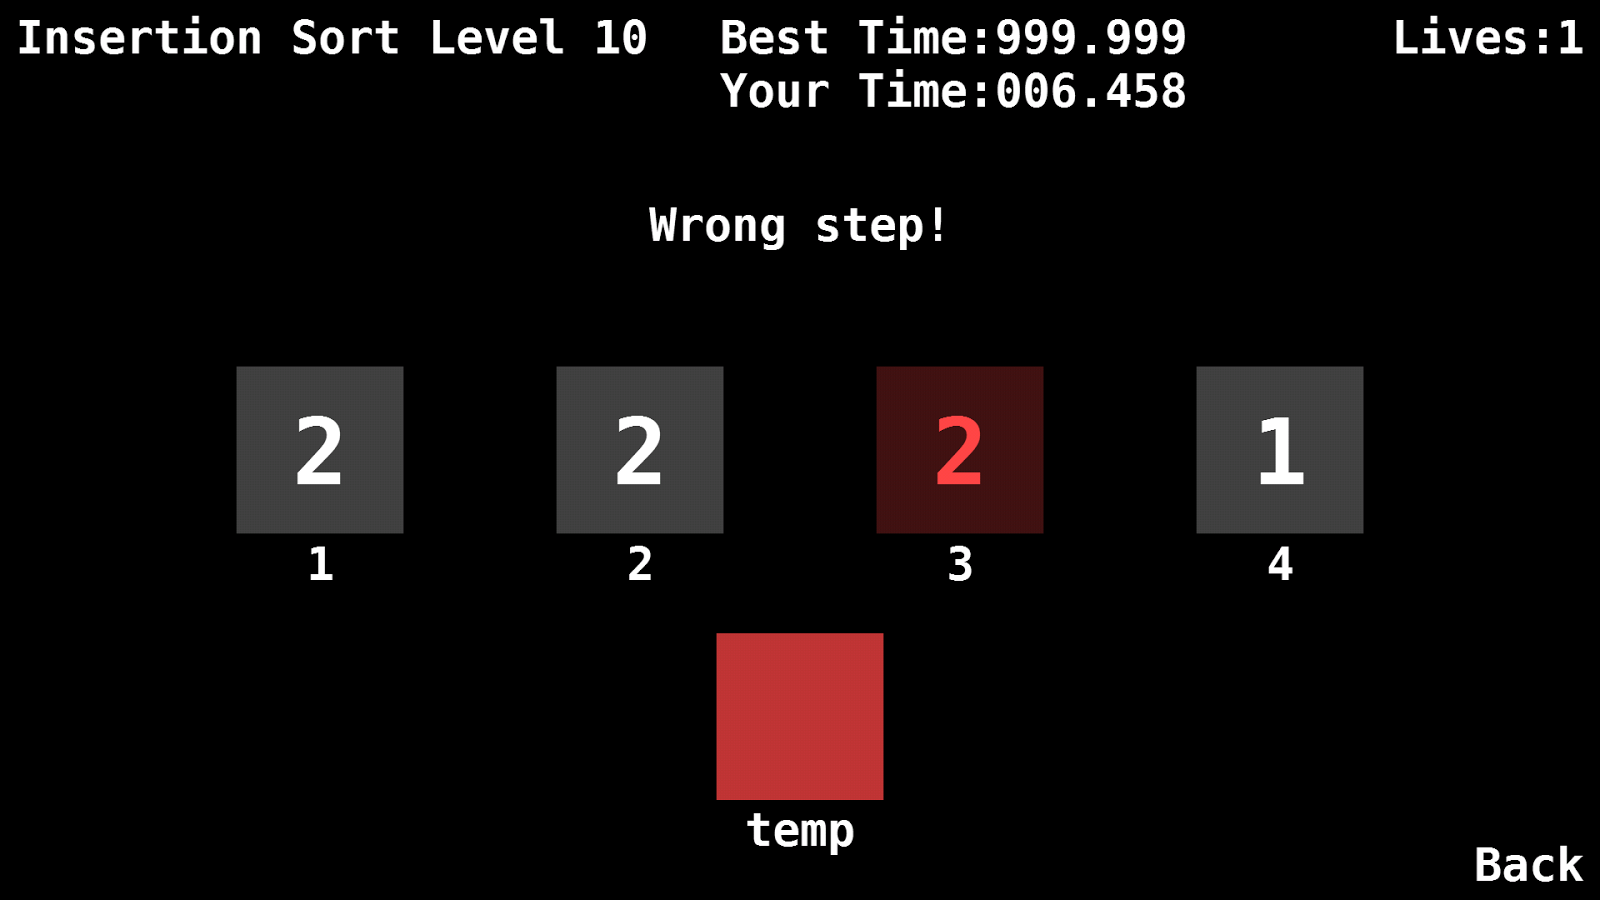 Insertion Sort Level 10 Best Time:999.999 Lives:1
Your Time:006.458
Wrong step!
2 2 2 1
1 2 3 4
temp
Back